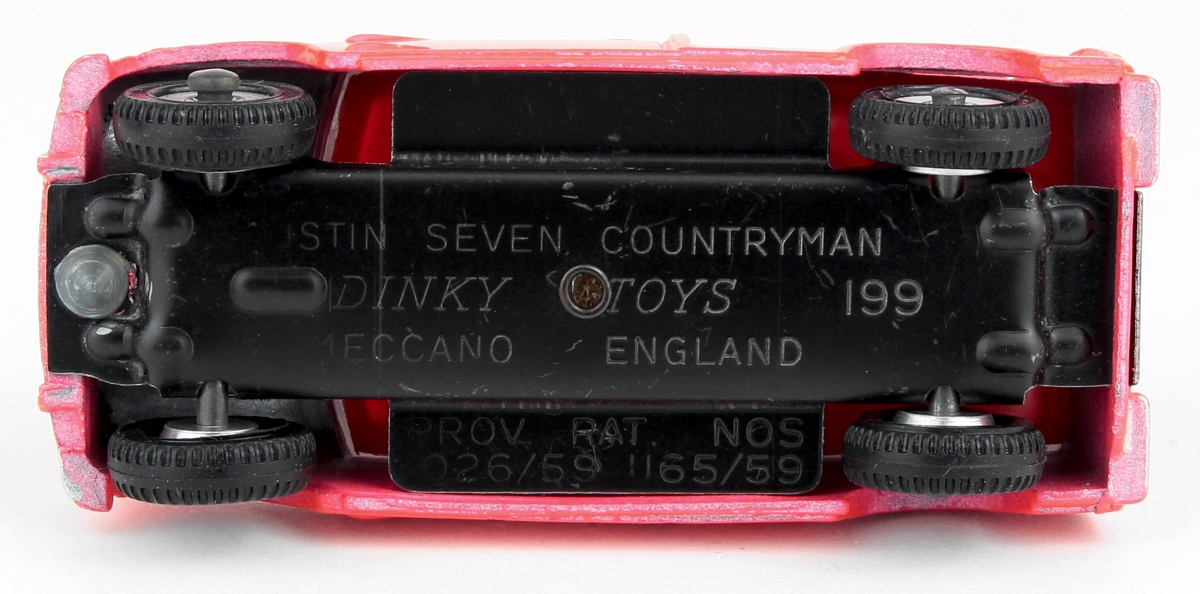 USTIN SEVEN COUNTRYMAN
DINKY TOYS 199
MECCANO ENGLAND
PROV. PAT. NOS
026/59 1165/59